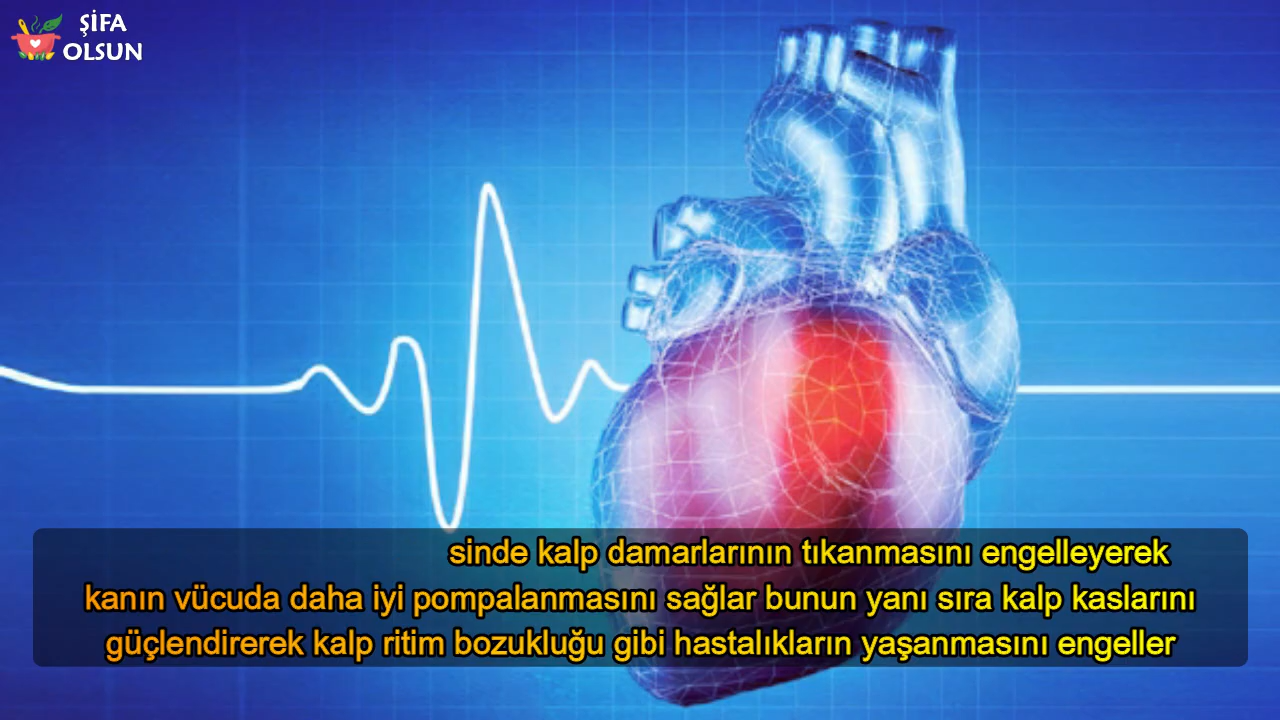 ŞİFA
OLSUN
sinde kalp damarlarının tıkanmasını engelleyerek
kanın vücuda daha iyi pompalanmasını sağlar bunun yanı sıra kalp kaslarını
güçlendirerek kalp ritim bozukluğu gibi hastalıkların yaşanmasını engeller